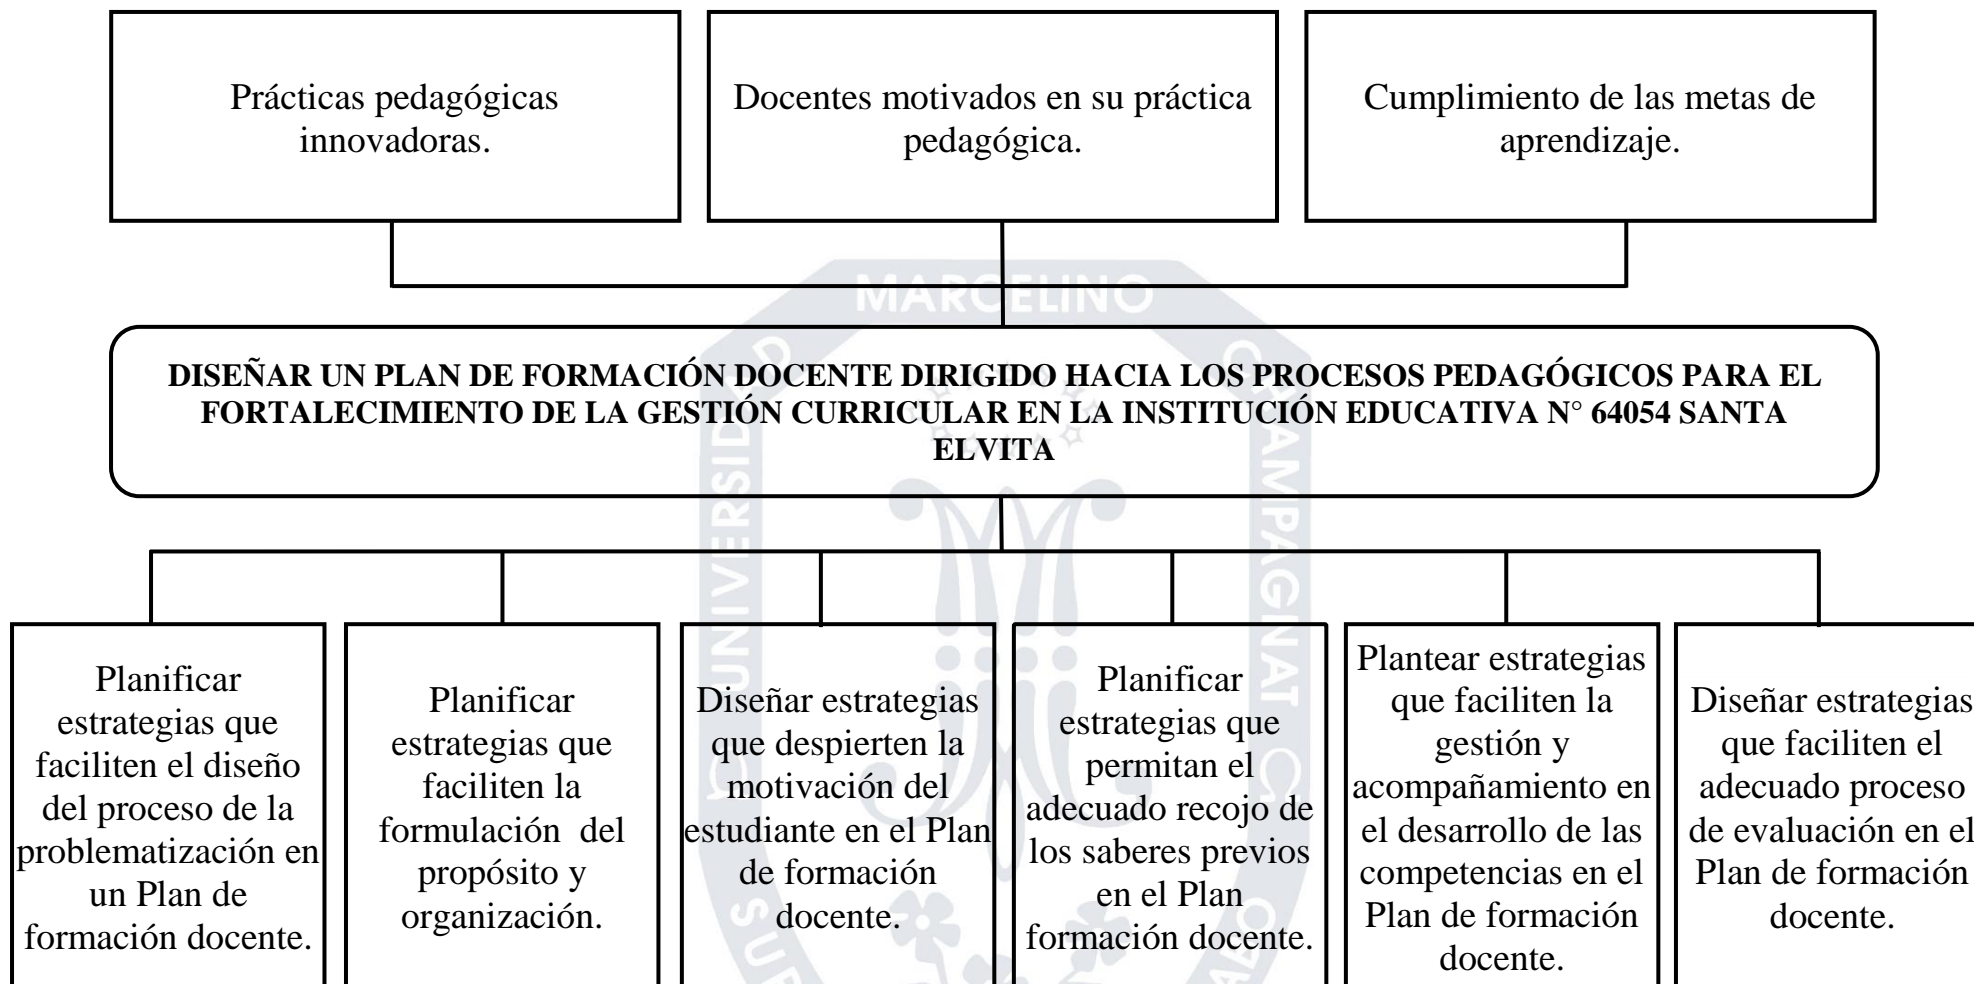 Prácticas pedagógicas
innovadoras.
Docentes motivados en su práctica
pedagógica.
Cumplimiento de las metas de
aprendizaje.
MARCELINO
DISEÑAR UN PLAN DE FORMACIÓN DOCENTE DIRIGIDO HACIA LOS PROCESOS PEDAGÓGICOS PARA EL
FORTALECIMIENTO DE LA GESTIÓN CURRICULAR EN LA INSTITUCIÓN EDUCATIVA N° 64054 SANTA
ELVITA
UNIVERSIDAD
CHAMPAGNAT
Planificar
estrategias que
faciliten el diseño
del proceso de la
problematización en
un Plan de
formación docente.
Planificar
estrategias que
faciliten la
formulación  del
propósito y
organización.
Diseñar estrategias
que despierten la
motivación del
estudiante en el Plan
de formación
docente.
Planificar
estrategias que
permitan el
adecuado recojo de
los saberes previos
en el Plan
formación docente.
Plantear estrategias
que faciliten la
gestión y
acompañamiento en
el desarrollo de las
competencias en el
Plan de formación
docente.
Diseñar estrategias
que faciliten el
adecuado proceso
de evaluación en el
Plan de formación
docente.